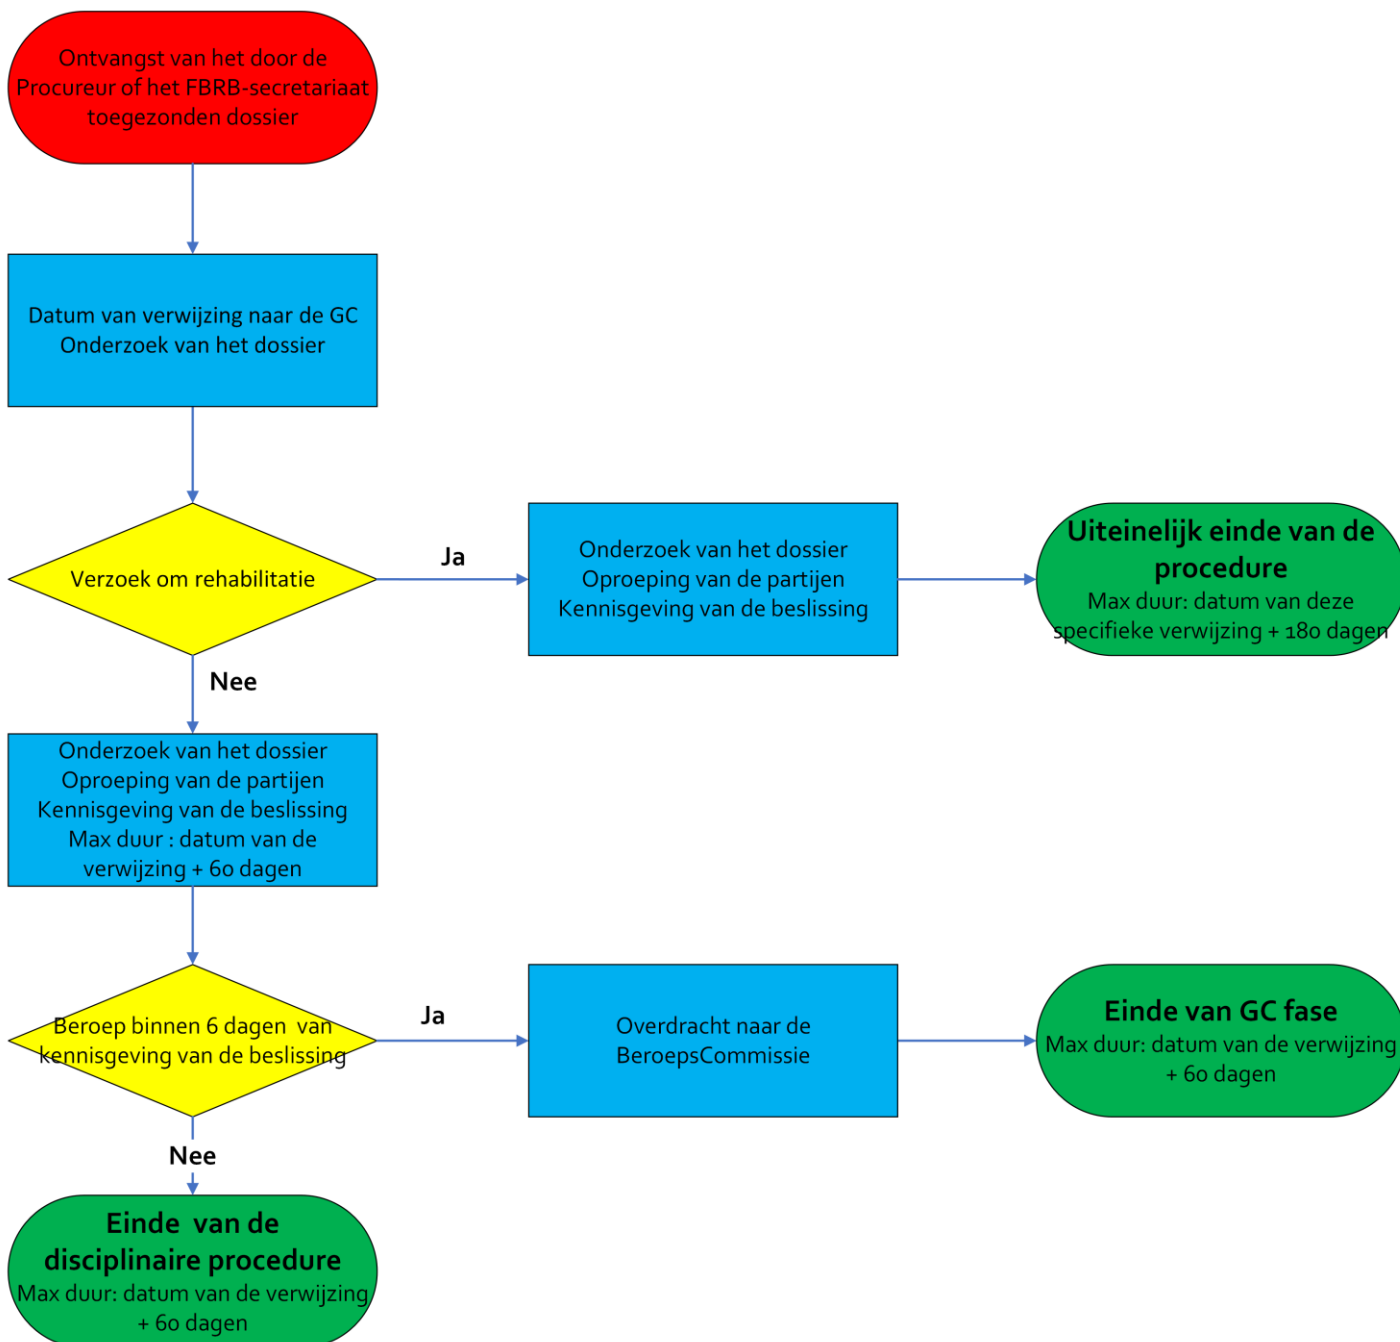 Ontvangst van het door de
Procureur of het FBRB-secretariaat
toegezonden dossier
Datum van verwijzing naar de GC
Onderzoek van het dossier
Verzoek om rehabilitatie
Ja
Onderzoek van het dossier
Oproeping van de partijen
Kennisgeving van de beslissing
Uiteinelijk einde van de
procedure
Max duur: datum van deze
specifieke verwijzing + 180 dagen
Nee
Onderzoek van het dossier
Oproeping van de partijen
Kennisgeving van de beslissing
Max duur : datum van de
verwijzing + 60 dagen
Beroep binnen 6 dagen  van
kennisgeving van de beslissing
Ja
Overdracht naar de
BeroepsCommissie
Einde van GC fase
Max duur: datum van de verwijzing
+ 60 dagen
Nee
Einde  van de
disciplinaire procedure
Max duur: datum van de verwijzing
+ 60 dagen